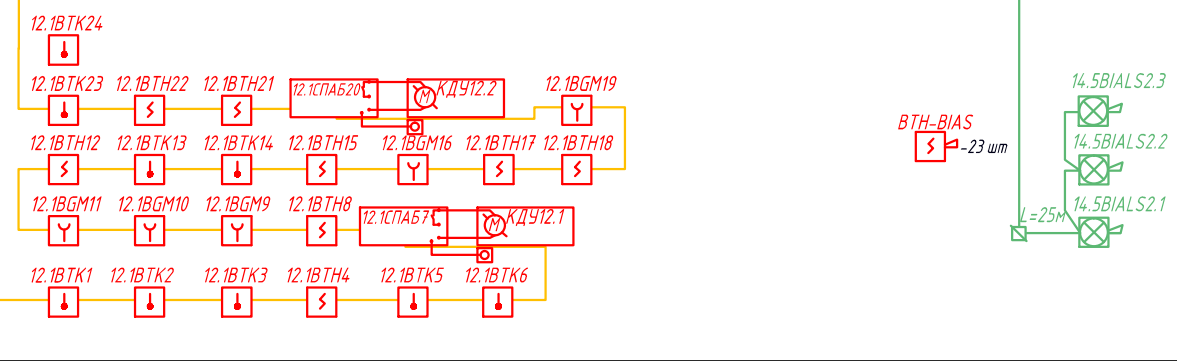 12.1BTK24
12.1BTK23 12.1BTH22 12.1BTH21 12.1СПАБ20 М КДУ12.2 12.1BGM19
12.1BTH12 12.1BTK13 12.1BTK14 12.1BTH15 12.1BGM16 12.1BTH17 12.1BTH18
12.1BGM11 12.1BGM10 12.1BGM9 12.1BTH8 12.1СПАБ7 М КДУ12.1
12.1BTK1 12.1BTK2 12.1BTK3 12.1BTH4 12.1BTK5 12.1BTK6
BTH-BIAS
-23 шт
14.5BIALS2.3
14.5BIALS2.2
14.5BIALS2.1
L=25м